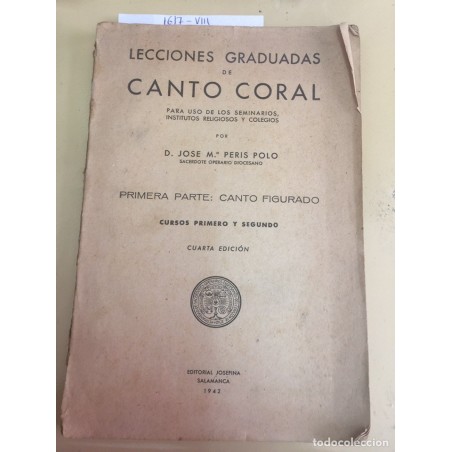 1617-VIII
LECCIONES GRADUADAS
DE
CANTO CORAL
PARA USO DE LOS SEMINARIOS,
INSTITUTOS RELIGIOSOS Y COLEGIOS
POR
D. JOSE M.ª PERIS POLO
SACERDOTE OPERARIO DIOCESANO
PRIMERA PARTE: CANTO FIGURADO
CURSOS PRIMERO Y SEGUNDO
CUARTA EDICIÓN
EDITORIAL JOSEFINA
SALAMANCA
1942
todocoleccion